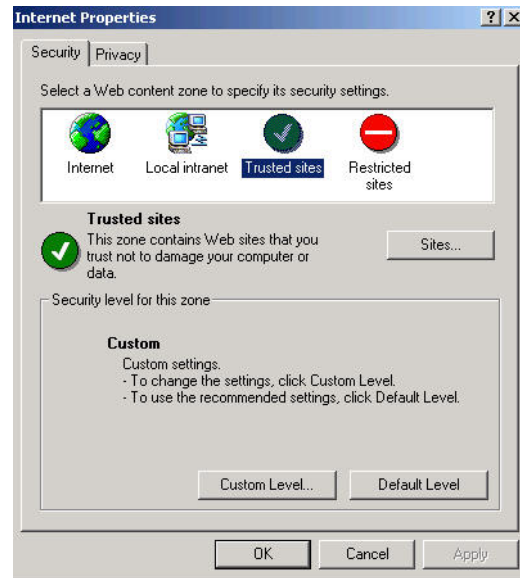 Internet Properties
? X
Security Privacy
Select a Web content zone to specify its security settings.
Internet Local intranet Trusted sites Restricted
sites
Trusted sites
This zone contains Web sites that you
trust not to damage your computer or
data.
Sites...
Security level for this zone
Custom
Custom settings.
- To change the settings, click Custom Level.
- To use the recommended settings, click Default Level.
Custom Level... Default Level
OK Cancel Apply